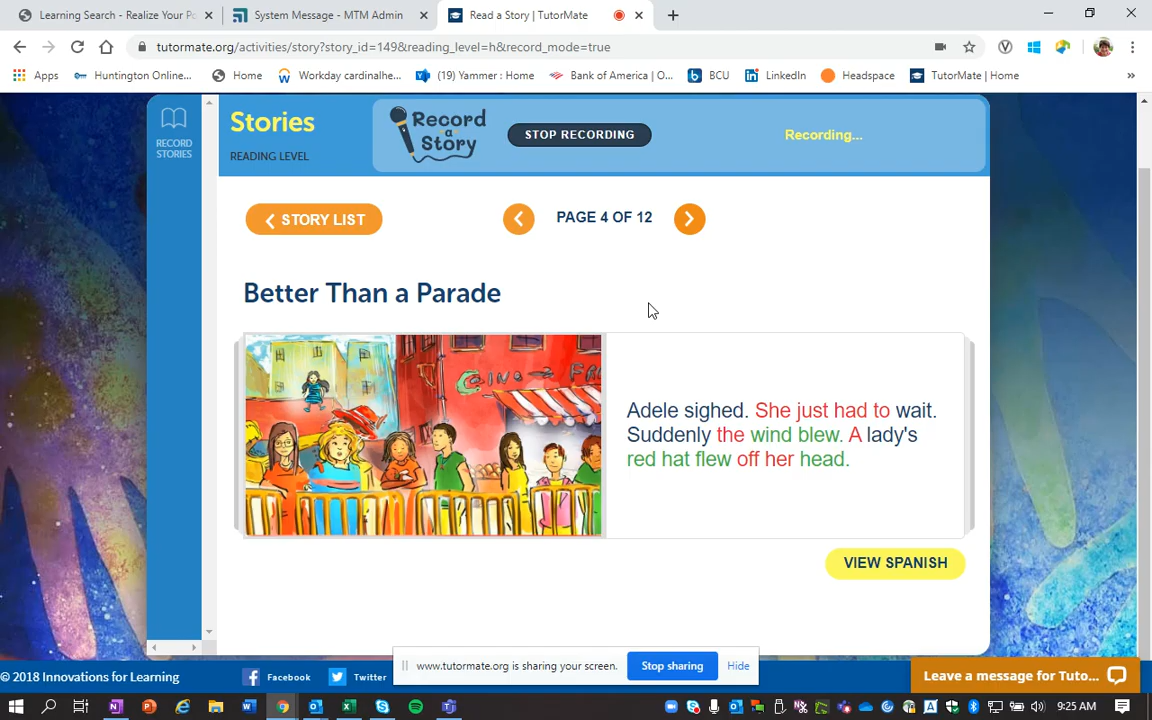 Learning Search - Realize Your Po
System Message - MTM Admin
Read a Story | TutorMate
tutormate.org/activities/story?story_id=149&reading_level=h&record_mode=true
Apps
Huntington Online...
Home
Workday cardinalhe...
(19) Yammer : Home
Bank of America | O...
BCU
LinkedIn
Headspace
TutorMate | Home
RECORD
STORIES
Stories
READING LEVEL
Record
a
Story
STOP RECORDING
Recording...
STORY LIST
PAGE 4 OF 12
Better Than a Parade
Adele sighed. She just had to wait.
Suddenly the wind blew. A lady's
red hat flew off her head.
VIEW SPANISH
www.tutormate.org is sharing your screen.
Stop sharing
Hide
© 2018 Innovations for Learning
Facebook
Twitter
Leave a message for Tuto...
9:25 AM